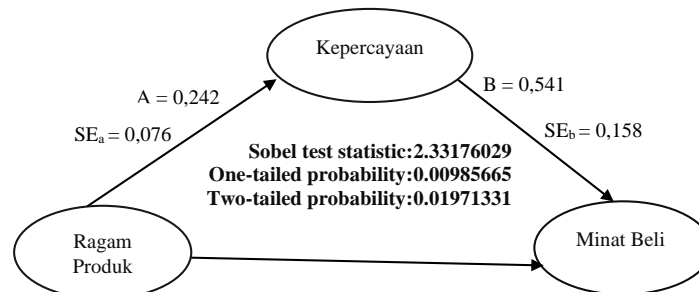 Kepercayaan
A = 0,242
B = 0,541
SEa = 0,076
SEb = 0,158
Sobel test statistic:2.33176029
One-tailed probability:0.00985665
Two-tailed probability:0.01971331
Ragam
Produk
Minat Beli